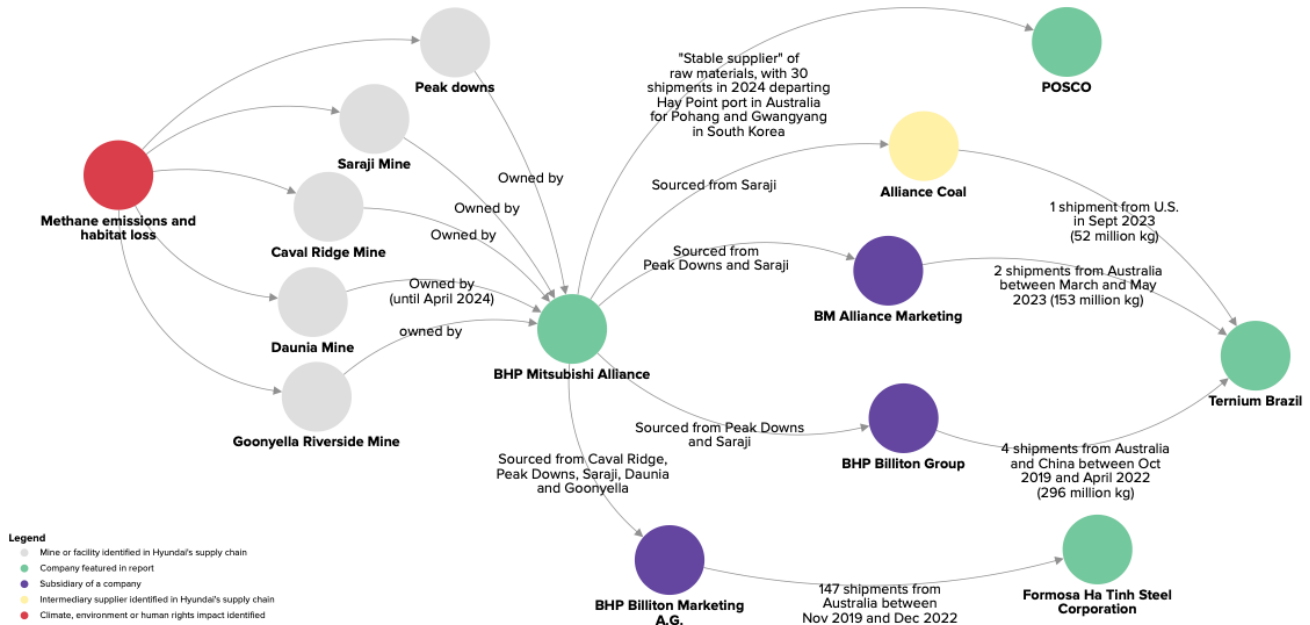 Peak downs
"Stable supplier" of
raw materials, with 30
shipments in 2024 departing
Hay Point port in Australia
for Pohang and Gwangyang
in South Korea
POSCO
Saraji Mine
Methane emissions and
habitat loss
Owned by
Sourced from Saraji
Alliance Coal
Owned by
Owned by
Caval Ridge Mine
1 shipment from U.S.
in Sept 2023
(52 million kg)
Sourced from
Peak Downs and Saraji
Owned by
(until April 2024)
2 shipments from Australia
between March and May
2023 (153 million kg)
BM Alliance Marketing
owned by
Daunia Mine
BHP Mitsubishi Alliance
Ternium Brazil
Goonyella Riverside Mine
Sourced from Peak Downs
and Saraji
BHP Billiton Group
4 shipments from Australia
and China between Oct
2019 and April 2022
(296 million kg)
Sourced from Caval Ridge,
Peak Downs, Saraji, Daunia
and Goonyella
Legend
Mine or facility identified in Hyundai's supply chain
Company featured in report
Subsidiary of a company
Intermediary supplier identified in Hyundai's supply chain
Climate, environment or human rights impact identified
BHP Billiton Marketing
A.G.
147 shipments from
Australia between
Nov 2019 and Dec 2022
Formosa Ha Tinh Steel
Corporation